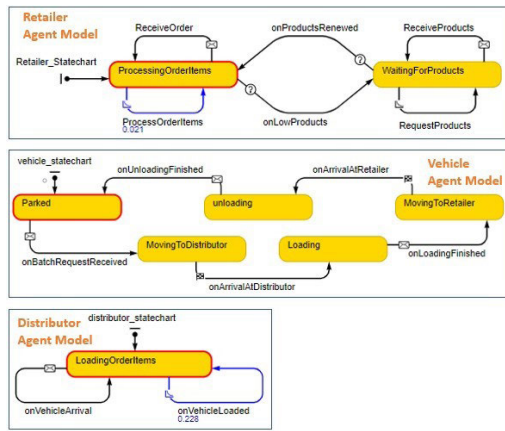 Retailer
Agent Model
ReceiveOrder
onProductsRenewed
ReceiveProducts
Retailer_Statechart
ProcessingOrderItems
WaitingForProducts
?
?
ProcessOrderItems
0.021
onLowProducts
RequestProducts
vehicle_statechart
onUnloadingFinished
onArrivalAtRetailer
Vehicle
Agent Model
Parked
unloading
MovingToRetailer
MovingToDistributor
Loading
onBatchRequestReceived
onLoadingFinished
onArrivalAtDistributor
Distributor
Agent Model
distributor_statechart
LoadingOrderItems
onVehicleArrival
onVehicleLoaded
0.228